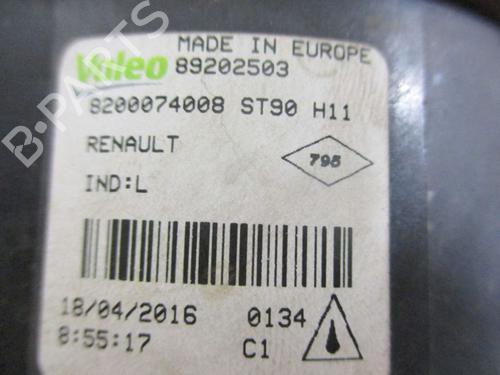 Valeo
MADE IN EUROPE
89202503
8200074008 ST90 H11
RENAULT
795
IND:L
18/04/2016 0134
8:55:17 C1
B-PARTS